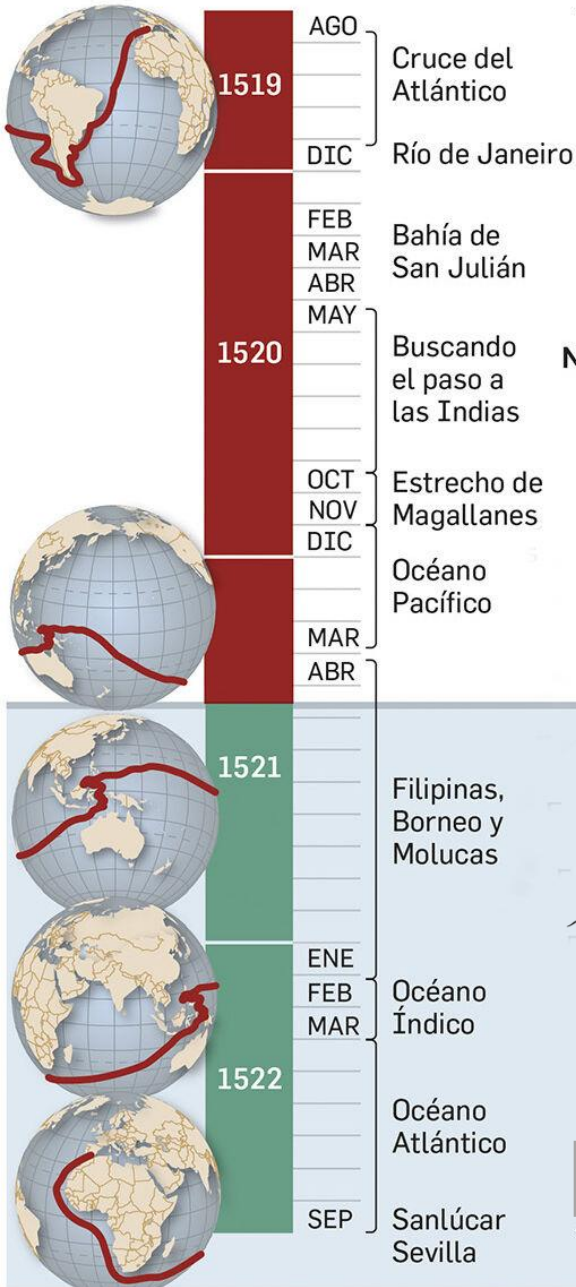 AGO
Cruce del
Atlántico
1519
DIC
Río de Janeiro
FEB
MAR
ABR
Bahía de
San Julián
MAY
1520
Buscando
el paso a
las Indias
N
OCT
NOV
Estrecho de
Magallanes
DIC
Océano
Pacífico
MAR
ABR
1521
Filipinas,
Borneo y
Molucas
ENE
FEB
MAR
Océano
Índico
1522
Océano
Atlántico
SEP
Sanlúcar
Sevilla